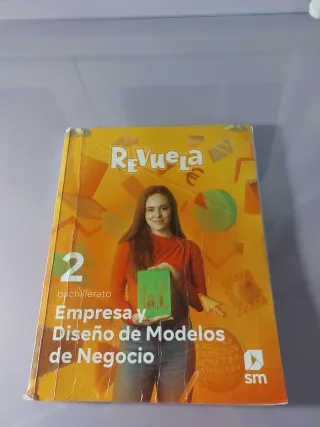 REVUELA
2
bachillerato
Empresa y
Diseño de Modelos
de Negocio
sm